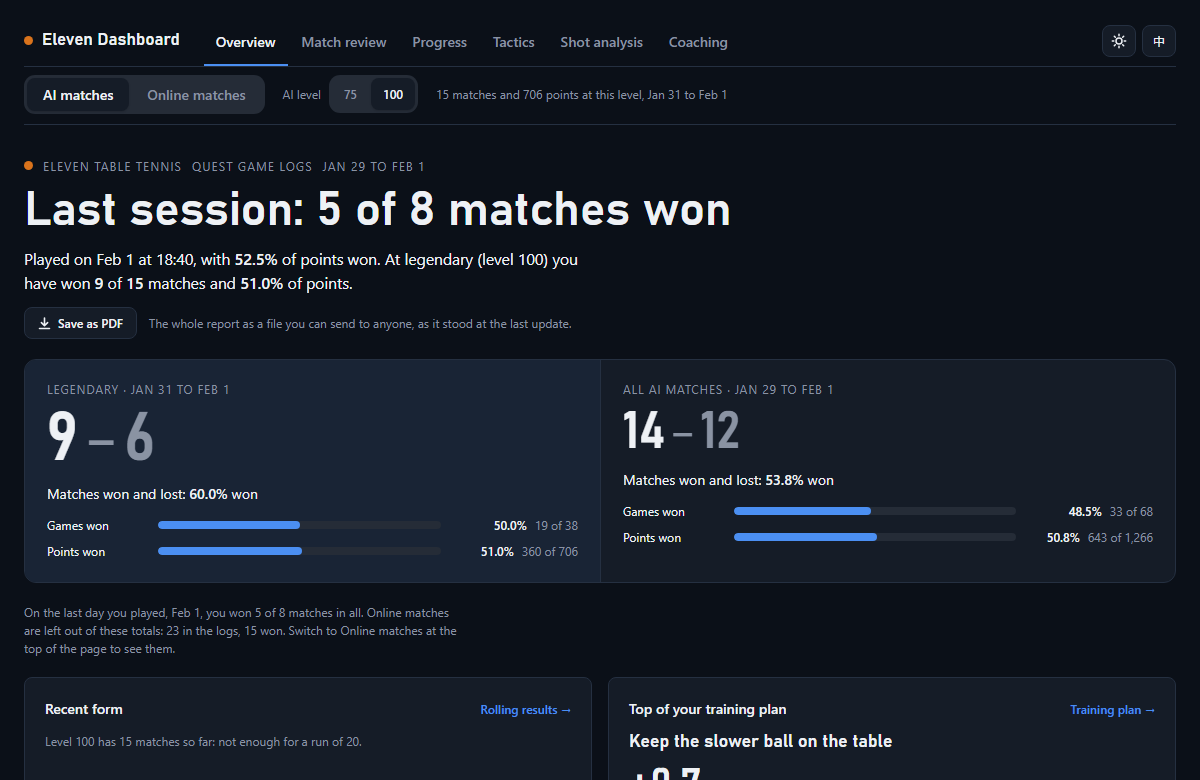 Eleven Dashboard
Overview
Match review
Progress
Tactics
Shot analysis
Coaching
中
AI matches
Online matches
AI level
75
100
15 matches and 706 points at this level, Jan 31 to Feb 1
ELEVEN TABLE TENNIS QUEST GAME LOGS JAN 29 TO FEB 1
Last session: 5 of 8 matches won
Played on Feb 1 at 18:40, with 52.5% of points won. At legendary (level 100) you
have won 9 of 15 matches and 51.0% of points.
Save as PDF
The whole report as a file you can send to anyone, as it stood at the last update.
LEGENDARY · JAN 31 TO FEB 1
9 – 6
Matches won and lost: 60.0% won
Games won 50.0% 19 of 38
Points won 51.0% 360 of 706
ALL AI MATCHES · JAN 29 TO FEB 1
14 – 12
Matches won and lost: 53.8% won
Games won 48.5% 33 of 68
Points won 50.8% 643 of 1,266
On the last day you played, Feb 1, you won 5 of 8 matches in all. Online matches
are left out of these totals: 23 in the logs, 15 won. Switch to Online matches at the
top of the page to see them.
Recent form
Rolling results →
Level 100 has 15 matches so far: not enough for a run of 20.
Top of your training plan
Training plan →
Keep the slower ball on the table